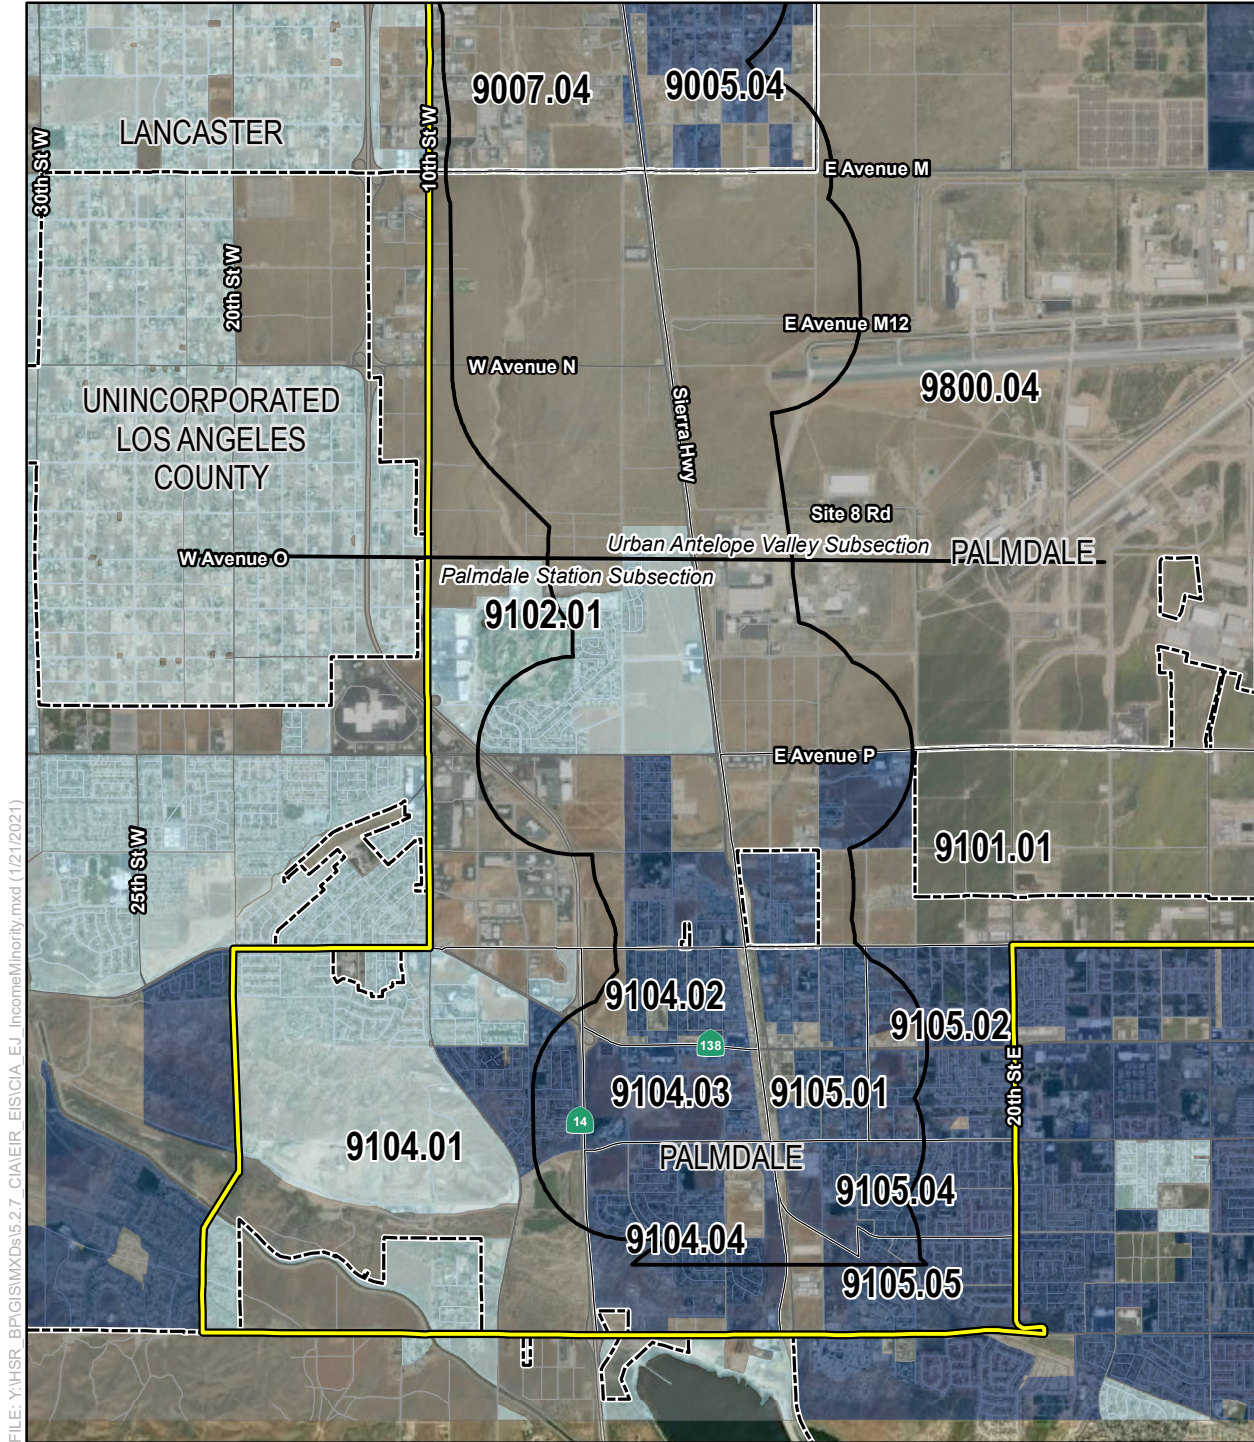 9007.04
9005.04
LANCASTER
10th St W
30th St W
E Avenue M
20th St W
E Avenue M12
W Avenue N
9800.04
UNINCORPORATED
LOS ANGELES
COUNTY
Sierra Hwy
Site 8 Rd
Urban Antelope Valley Subsection
PALMDALE
W Avenue O
Palmdale Station Subsection
9102.01
E Avenue P
9101.01
25th St W
9104.02
9105.02
138
20th St E
9104.03
9105.01
14
9104.01
PALMDALE
9105.04
9104.04
9105.05
FILE: Y:\HSR_BP\GIS\MXDs\5.2.7_CIA\EIR_EIS\CIA_EJ_IncomeMinority.mxd (1/21/2021)